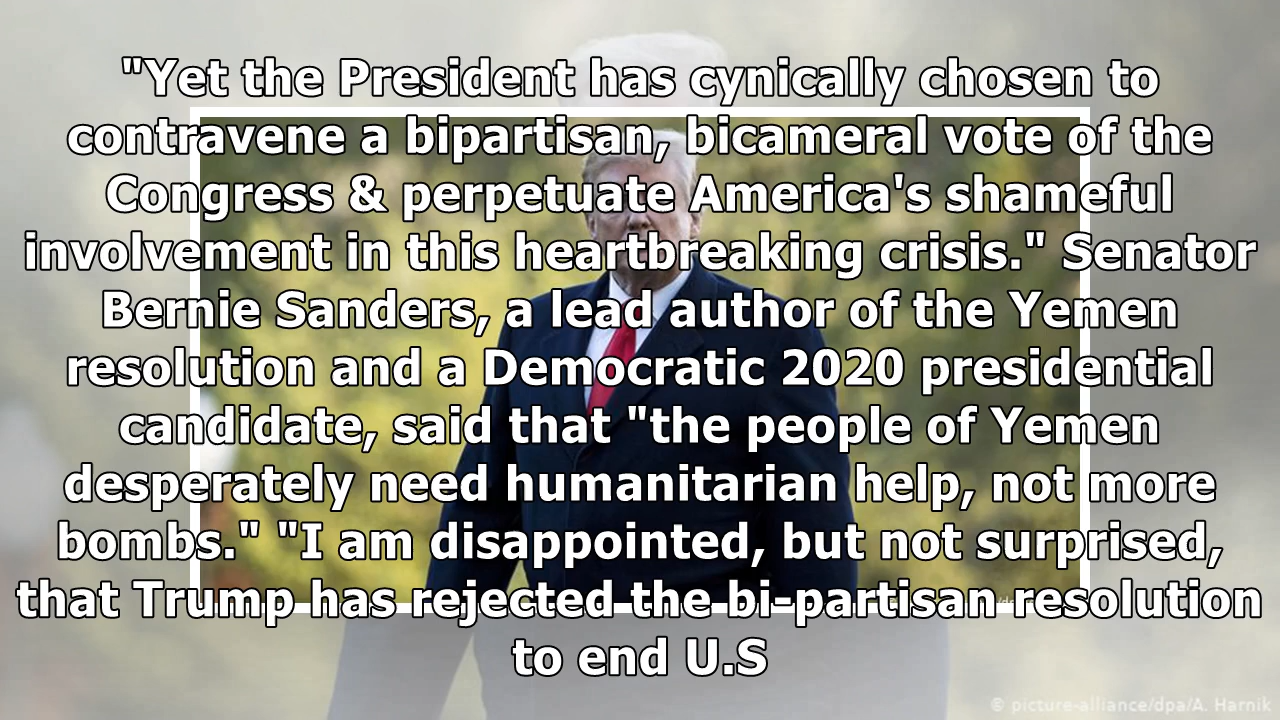 "Yet the President has cynically chosen to
contravene a bipartisan, bicameral vote of the
Congress & perpetuate America's shameful
involvement in this heartbreaking crisis." Senator
Bernie Sanders, a lead author of the Yemen
resolution and a Democratic 2020 presidential
candidate, said that "the people of Yemen
desperately need humanitarian help, not more
bombs." "I am disappointed, but not surprised,
that Trump has rejected the bi-partisan resolution
to end U.S
© picture-alliance/dpa/A. Harnik